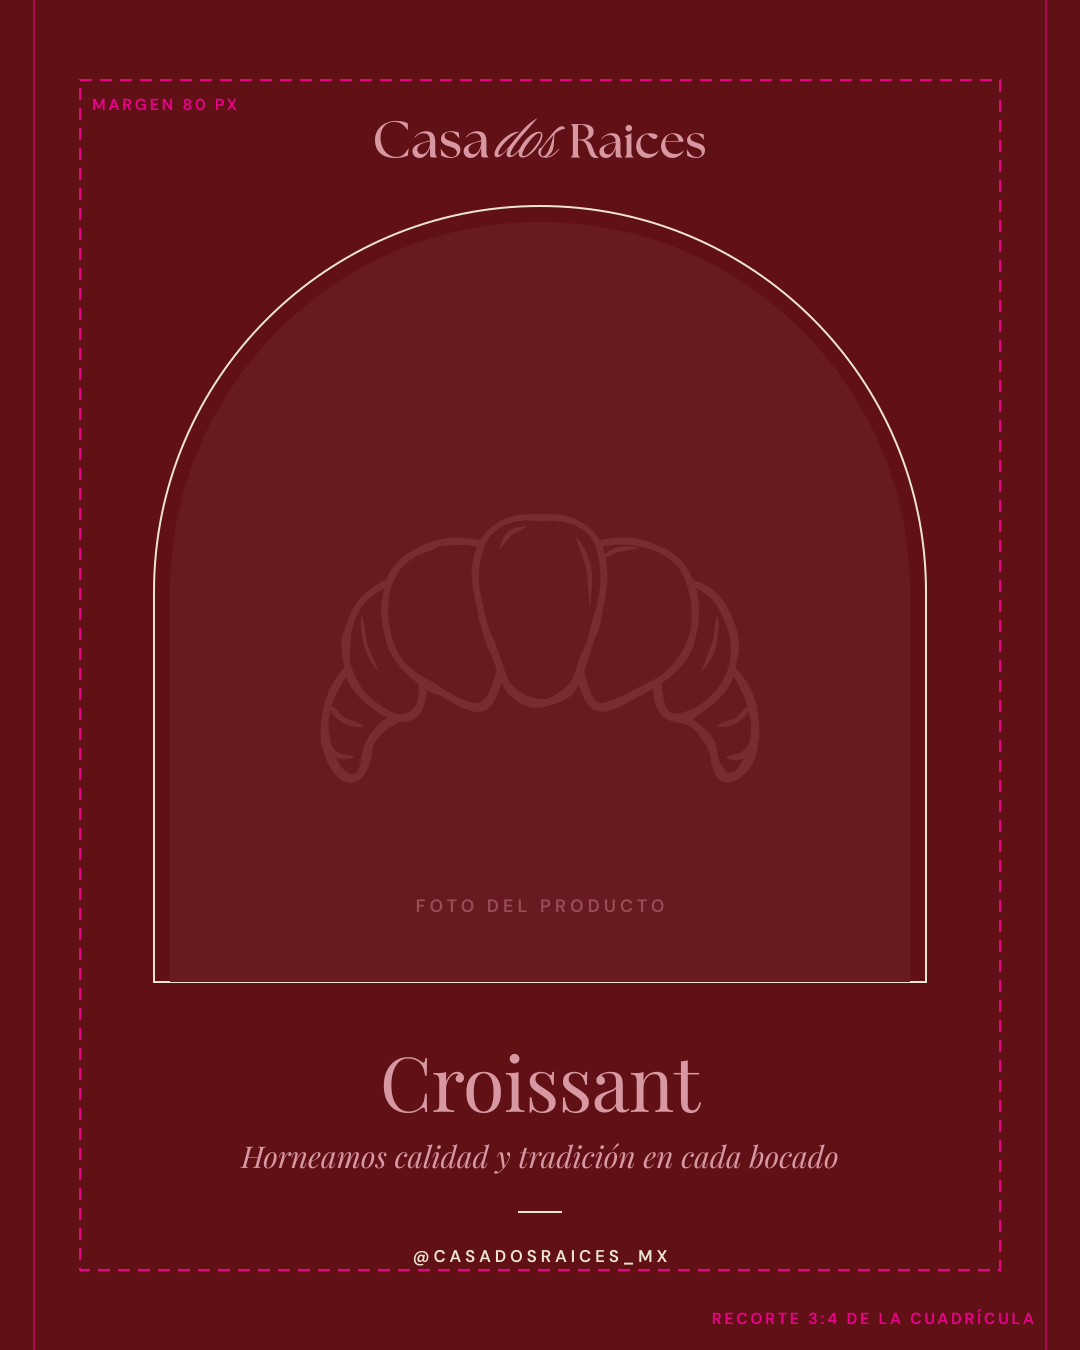 MARGEN 80 PX
Casa dos Raices
FOTO DEL PRODUCTO
Croissant
Horneamos calidad y tradición en cada bocado
@CASADOSRAICES_MX
RECORTE 3:4 DE LA CUADRÍCULA